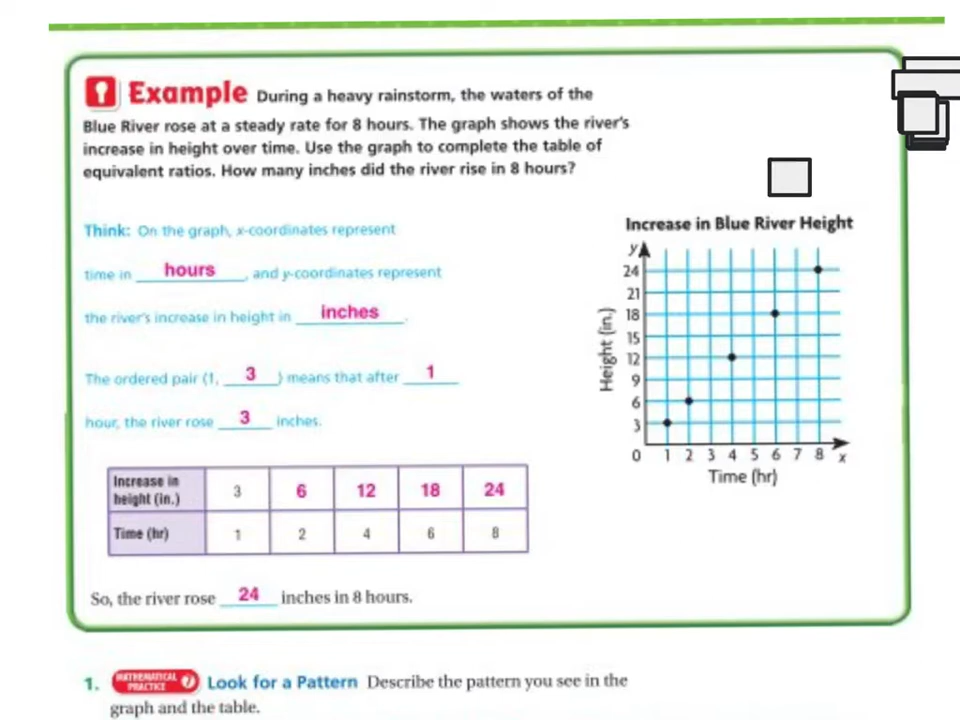 Example During a heavy rainstorm, the waters of the
Blue River rose at a steady rate for 8 hours. The graph shows the river's
increase in height over time. Use the graph to complete the table of
equivalent ratios. How many inches did the river rise in 8 hours?
Think: On the graph, x-coordinates represent
time in hours, and y-coordinates represent
the river's increase in height in inches.
The ordered pair (1, 3) means that after 1
hour, the river rose 3 inches.
Increase in Blue River Height
y
24
21
18
15
12
9
6
3
0 1 2 3 4 5 6 7 8 x
Height (in.)
Time (hr)
Increase in
height (in.) 3 6 12 18 24
Time (hr) 1 2 4 6 8
So, the river rose 24 inches in 8 hours.
1. MATHEMATICAL
PRACTICE 7 Look for a Pattern Describe the pattern you see in the
graph and the table.